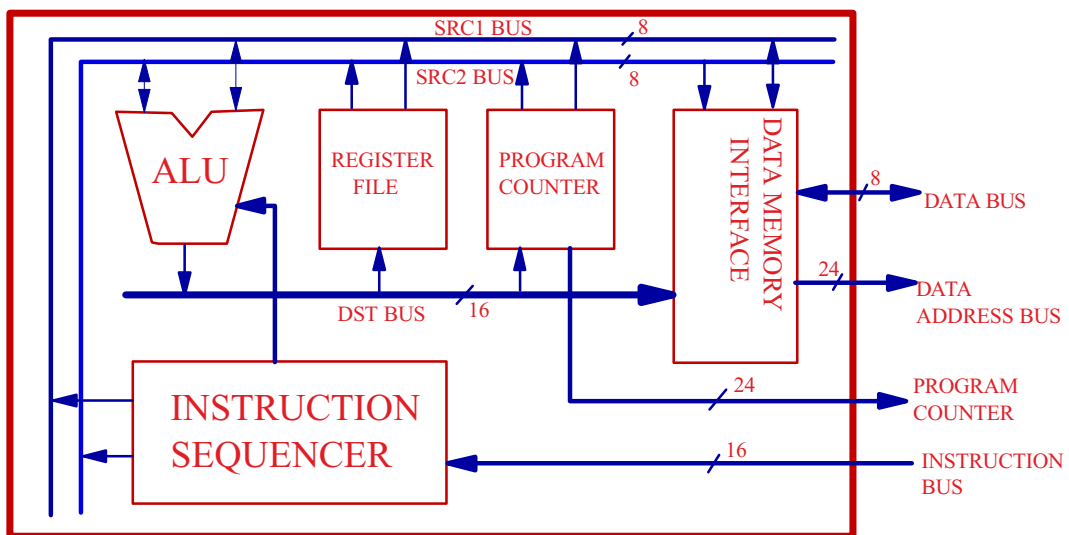 SRC1 BUS
8
SRC2 BUS
8
ALU
REGISTER
FILE
PROGRAM
COUNTER
DATA MEMORY
INTERFACE
8
DATA BUS
24
DATA
ADDRESS BUS
DST BUS
16
INSTRUCTION
SEQUENCER
24
PROGRAM
COUNTER
16
INSTRUCTION
BUS